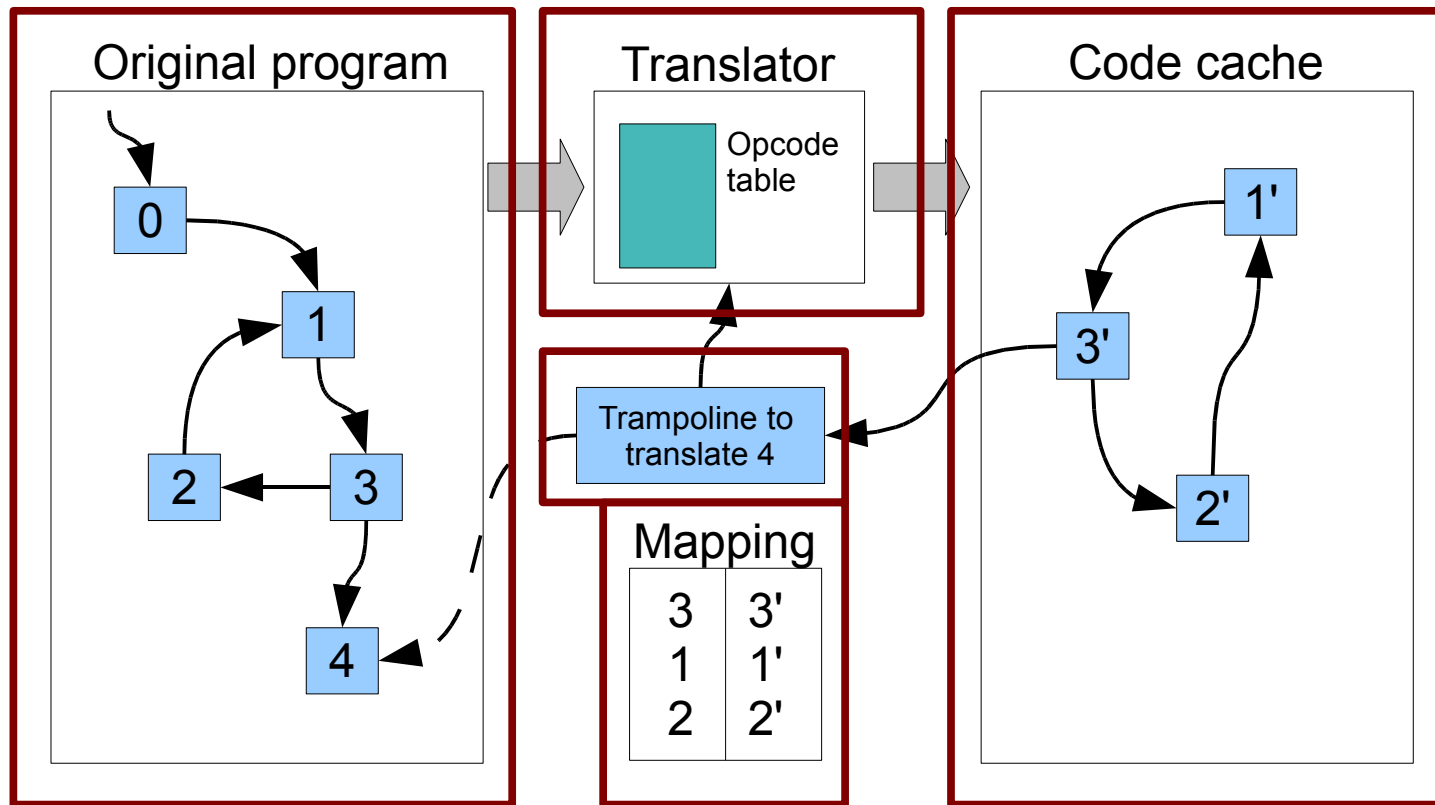 Original program
0
1
2
3
4
Translator
Opcode
table
Trampoline to
translate 4
Mapping
3 3'
1 1'
2 2'
Code cache
1'
3'
2'